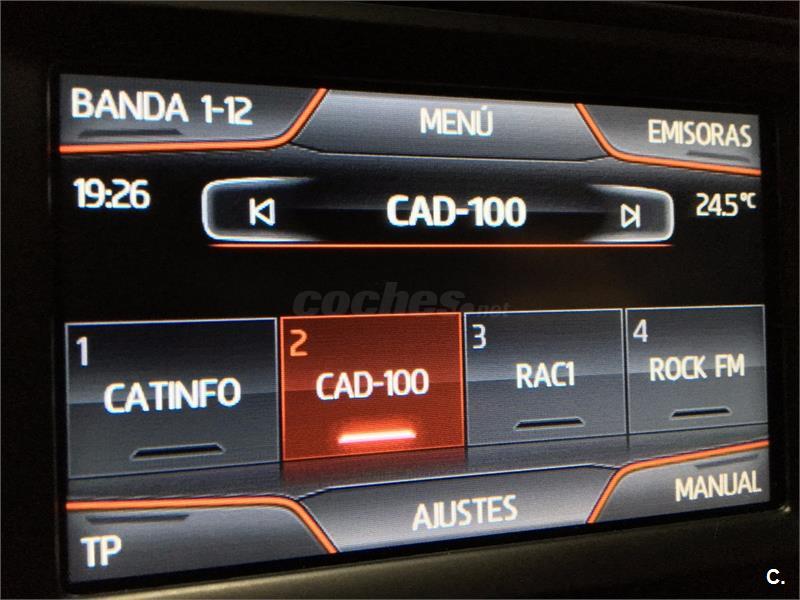 BANDA 1-12
MENÚ
EMISORAS
19:26
CAD-100
24.5°C
coches.net
1
CATINFO
2
CAD-100
3
RAC1
4
ROCK FM
TP
AJUSTES
MANUAL
C.